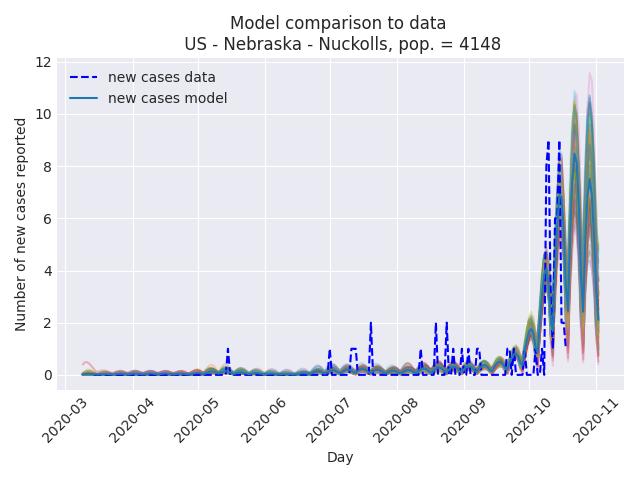 Model comparison to data
US - Nebraska - Nuckolls, pop. = 4148
new cases data
new cases model
Number of new cases reported
12
10
8
6
4
2
0
2020-03
2020-04
2020-05
2020-06
2020-07
2020-08
2020-09
2020-10
2020-11
Day